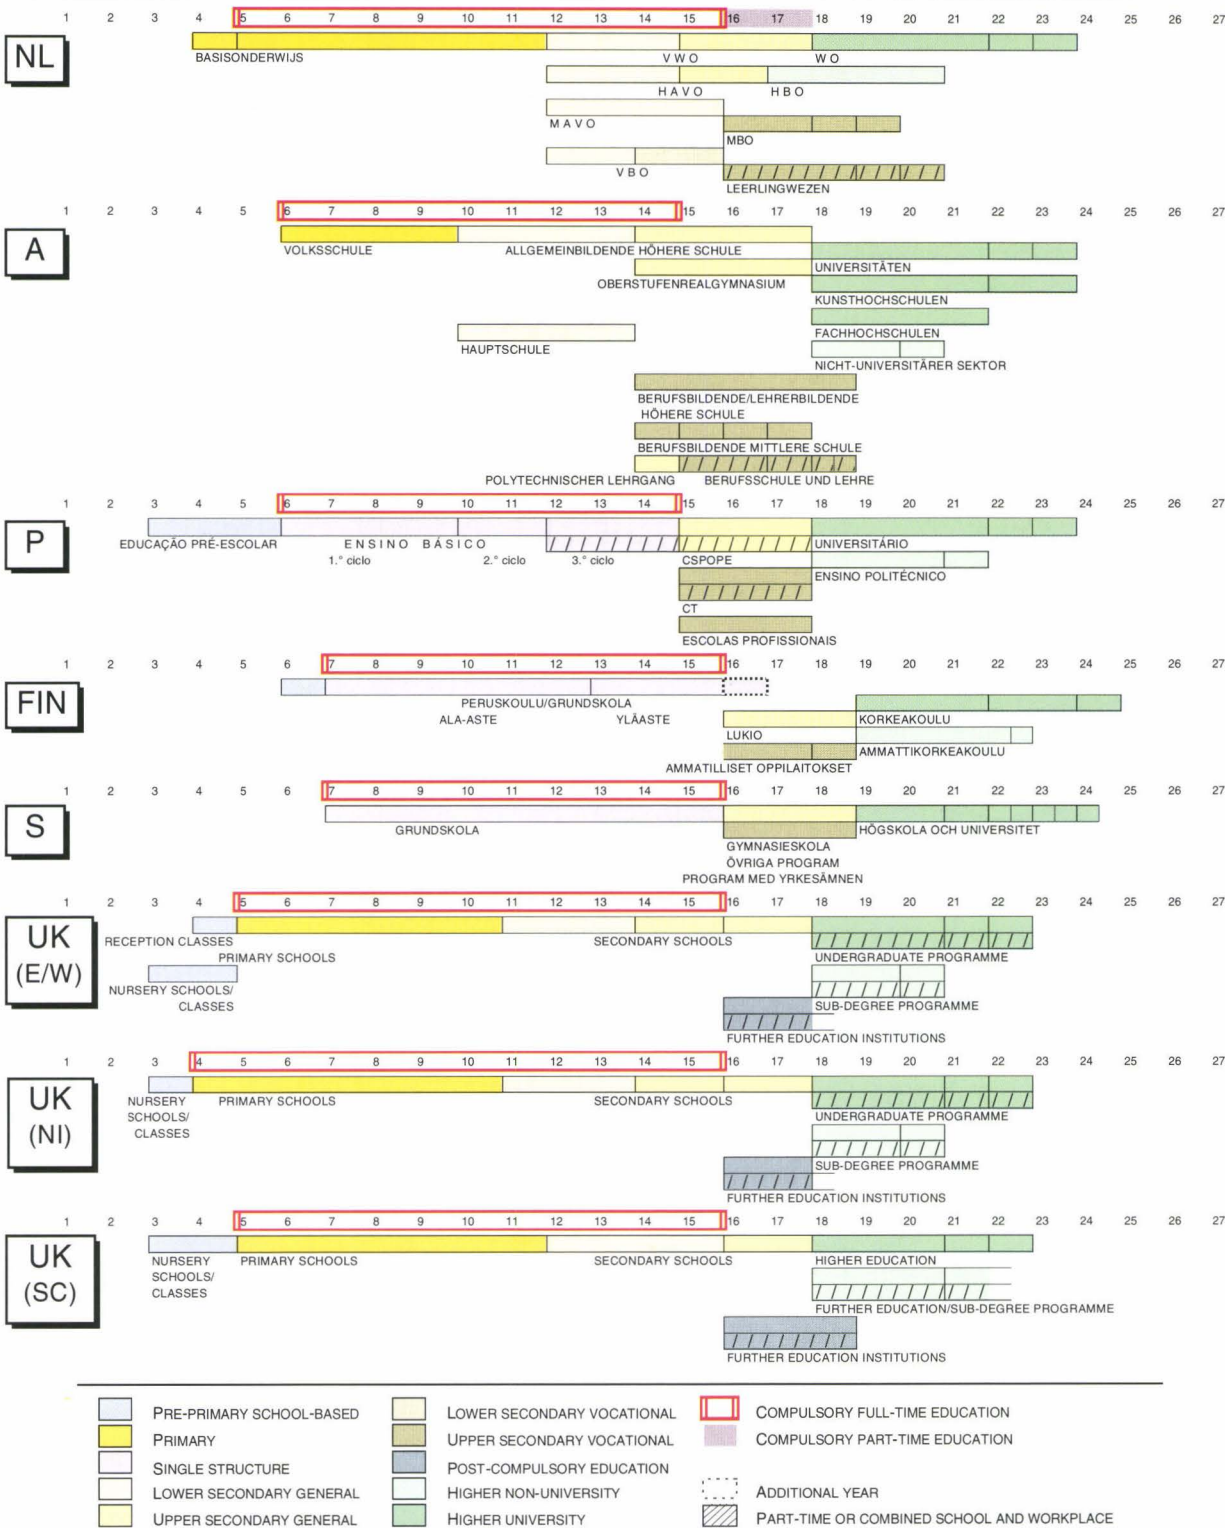 1 2 3 4 5 6 7 8 9 10 11 12 13 14 15 16 17 18 19 20 21 22 23 24 25 26 27
NL
BASISONDERWIJS VWO WO
HAVO HBO
MAVO
MBO
VBO
LEERLINGWEZEN
1 2 3 4 5 6 7 8 9 10 11 12 13 14 15 16 17 18 19 20 21 22 23 24 25 26 27
A
VOLKSSCHULE ALLGEMEINBILDENDE HÖHERE SCHULE
UNIVERSITÄTEN
OBERSTUFENREALGYMNASIUM
KUNSTHOCHSCHULEN
FACHHOCHSCHULEN
HAUPTSCHULE
NICHT-UNIVERSITÄRER SEKTOR
BERUFSBILDENDE/LEHRERBILDENDE
HÖHERE SCHULE
BERUFSBILDENDE MITTLERE SCHULE
POLYTECHNISCHER LEHRGANG BERUFSSCHULE UND LEHRE
1 2 3 4 5 6 7 8 9 10 11 12 13 14 15 16 17 18 19 20 21 22 23 24 25 26 27
P
EDUCAÇÃO PRÉ-ESCOLAR ENSINO BÁSICO UNIVERSITÁRIO
1.° ciclo 2.° ciclo 3.° ciclo CSPOPE
ENSINO POLITÉCNICO
CT
ESCOLAS PROFISSIONAIS
1 2 3 4 5 6 7 8 9 10 11 12 13 14 15 16 17 18 19 20 21 22 23 24 25 26 27
FIN
PERUSKOULU/GRUNDSKOLA
ALA-ASTE YLÄASTE KORKEAKOULU
LUKIO
AMMATTIKORKEAKOULU
AMMATILLISET OPPILAITOKSET
1 2 3 4 5 6 7 8 9 10 11 12 13 14 15 16 17 18 19 20 21 22 23 24 25 26 27
S
GRUNDSKOLA HÖGSKOLA OCH UNIVERSITET
GYMNASIESKOLA
ÖVRIGA PROGRAM
PROGRAM MED YRKESÄMNEN
1 2 3 4 5 6 7 8 9 10 11 12 13 14 15 16 17 18 19 20 21 22 23 24 25 26 27
UK
(E/W)
RECEPTION CLASSES SECONDARY SCHOOLS
PRIMARY SCHOOLS UNDERGRADUATE PROGRAMME
NURSERY SCHOOLS/
CLASSES SUB-DEGREE PROGRAMME
FURTHER EDUCATION INSTITUTIONS
1 2 3 4 5 6 7 8 9 10 11 12 13 14 15 16 17 18 19 20 21 22 23 24 25 26 27
UK
(NI)
NURSERY PRIMARY SCHOOLS SECONDARY SCHOOLS
SCHOOLS/ UNDERGRADUATE PROGRAMME
CLASSES
SUB-DEGREE PROGRAMME
FURTHER EDUCATION INSTITUTIONS
1 2 3 4 5 6 7 8 9 10 11 12 13 14 15 16 17 18 19 20 21 22 23 24 25 26 27
UK
(SC)
NURSERY PRIMARY SCHOOLS SECONDARY SCHOOLS HIGHER EDUCATION
SCHOOLS/
CLASSES
FURTHER EDUCATION/SUB-DEGREE PROGRAMME
FURTHER EDUCATION INSTITUTIONS
PRE-PRIMARY SCHOOL-BASED LOWER SECONDARY VOCATIONAL COMPULSORY FULL-TIME EDUCATION
PRIMARY UPPER SECONDARY VOCATIONAL COMPULSORY PART-TIME EDUCATION
SINGLE STRUCTURE POST-COMPULSORY EDUCATION
LOWER SECONDARY GENERAL HIGHER NON-UNIVERSITY ADDITIONAL YEAR
UPPER SECONDARY GENERAL HIGHER UNIVERSITY PART-TIME OR COMBINED SCHOOL AND WORKPLACE